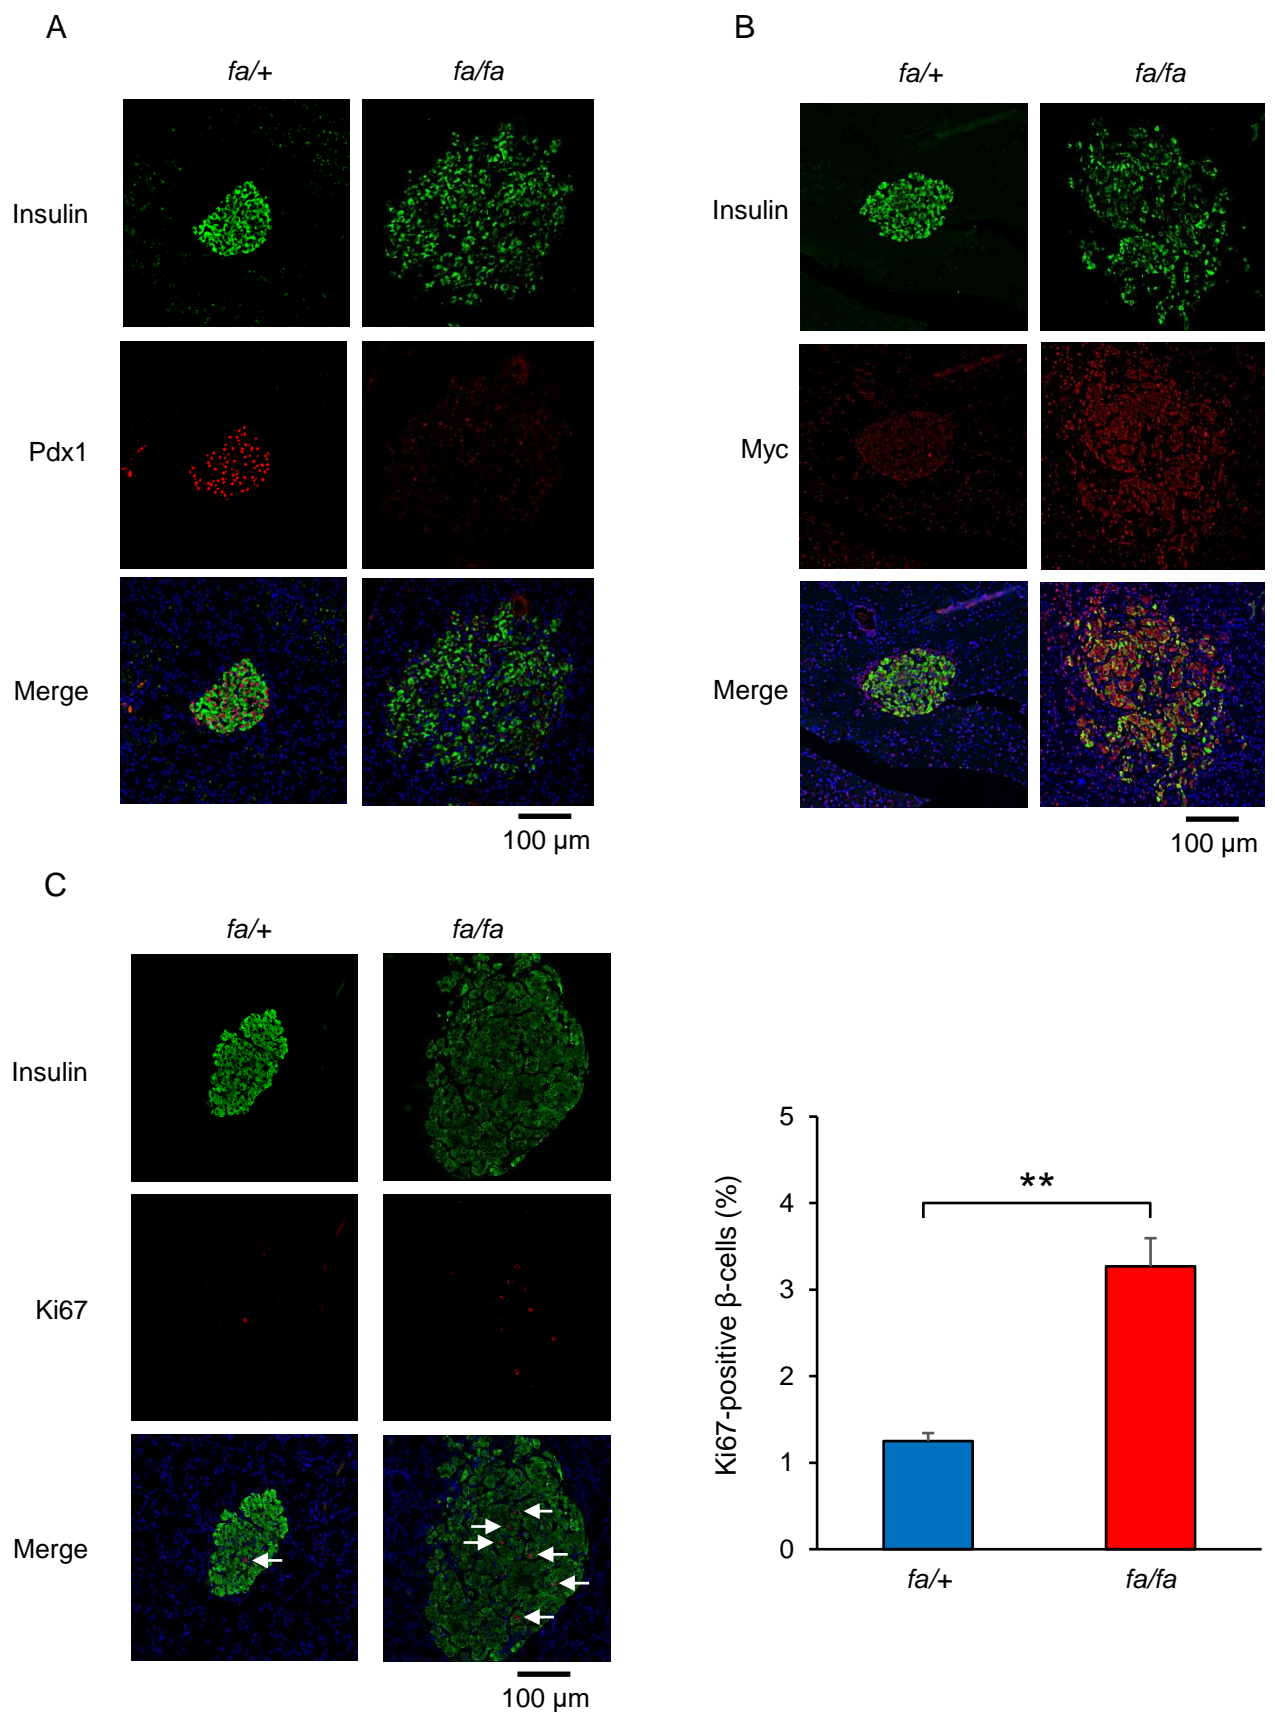 A
fa/+
fa/fa
Insulin
Pdx1
Merge
100 μm
B
fa/+
fa/fa
Insulin
Myc
Merge
100 μm
C
fa/+
fa/fa
Insulin
Ki67
Merge
100 μm
Ki67-positive β-cells (%)
5
4
3
2
1
0
**
fa/+
fa/fa